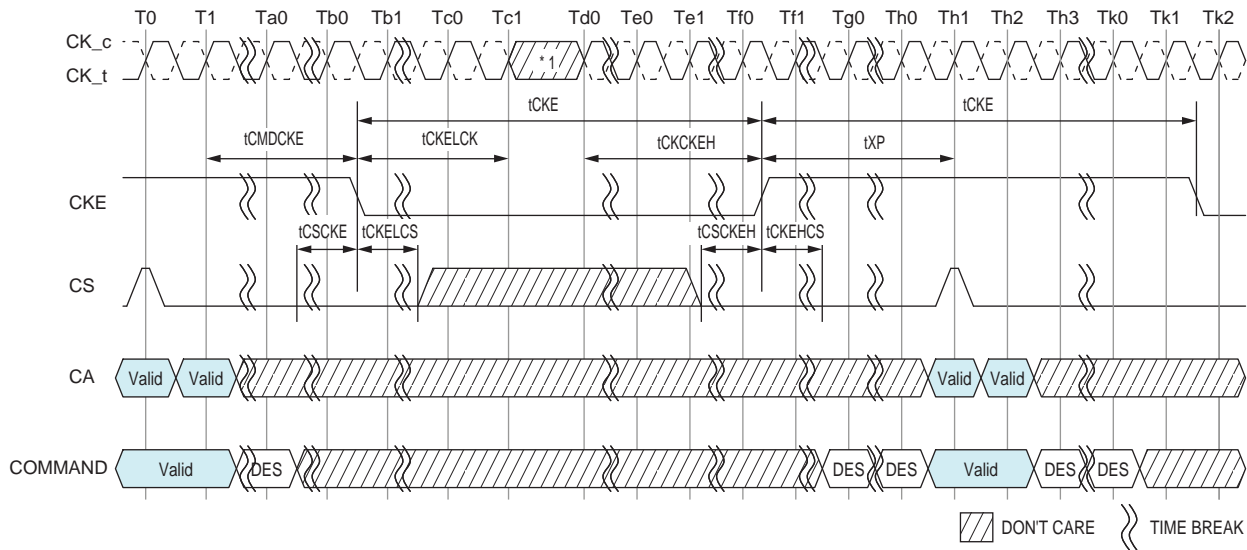 T0 T1 Ta0 Tb0 Tb1 Tc0 Tc1 Td0 Te0 Te1 Tf0 Tf1 Tg0 Th0 Th1 Th2 Th3 Tk0 Tk1 Tk2
CK_c
CK_t
* 1
tCKE tCKE
tCMDCKE tCKELCK tCKCKEH tXP
CKE
tCSCKE tCKELCS tCSCKEH tCKEHCS
CS
CA Valid Valid Valid Valid
COMMAND Valid DES DES DES Valid DES DES
DON'T CARE TIME BREAK